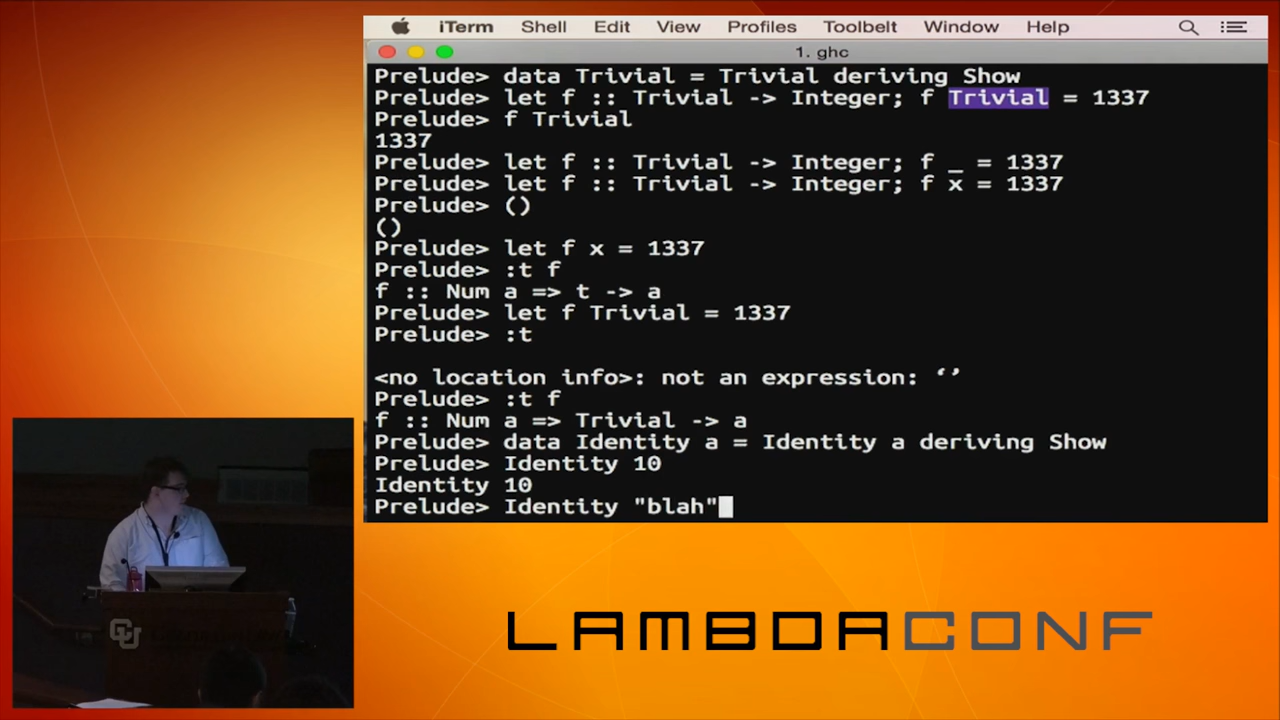 iTerm Shell Edit View Profiles Toolbelt Window Help
1. ghc
Prelude> data Trivial = Trivial deriving Show
Prelude> let f :: Trivial -> Integer; f Trivial = 1337
Prelude> f Trivial
1337
Prelude> let f :: Trivial -> Integer; f _ = 1337
Prelude> let f :: Trivial -> Integer; f x = 1337
Prelude> ()
()
Prelude> let f x = 1337
Prelude> :t f
f :: Num a => t -> a
Prelude> let f Trivial = 1337
Prelude> :t
<no location info>: not an expression: ‘’
Prelude> :t f
f :: Num a => Trivial -> a
Prelude> data Identity a = Identity a deriving Show
Prelude> Identity 10
Identity 10
Prelude> Identity "blah"
CU
LAMBDACONF